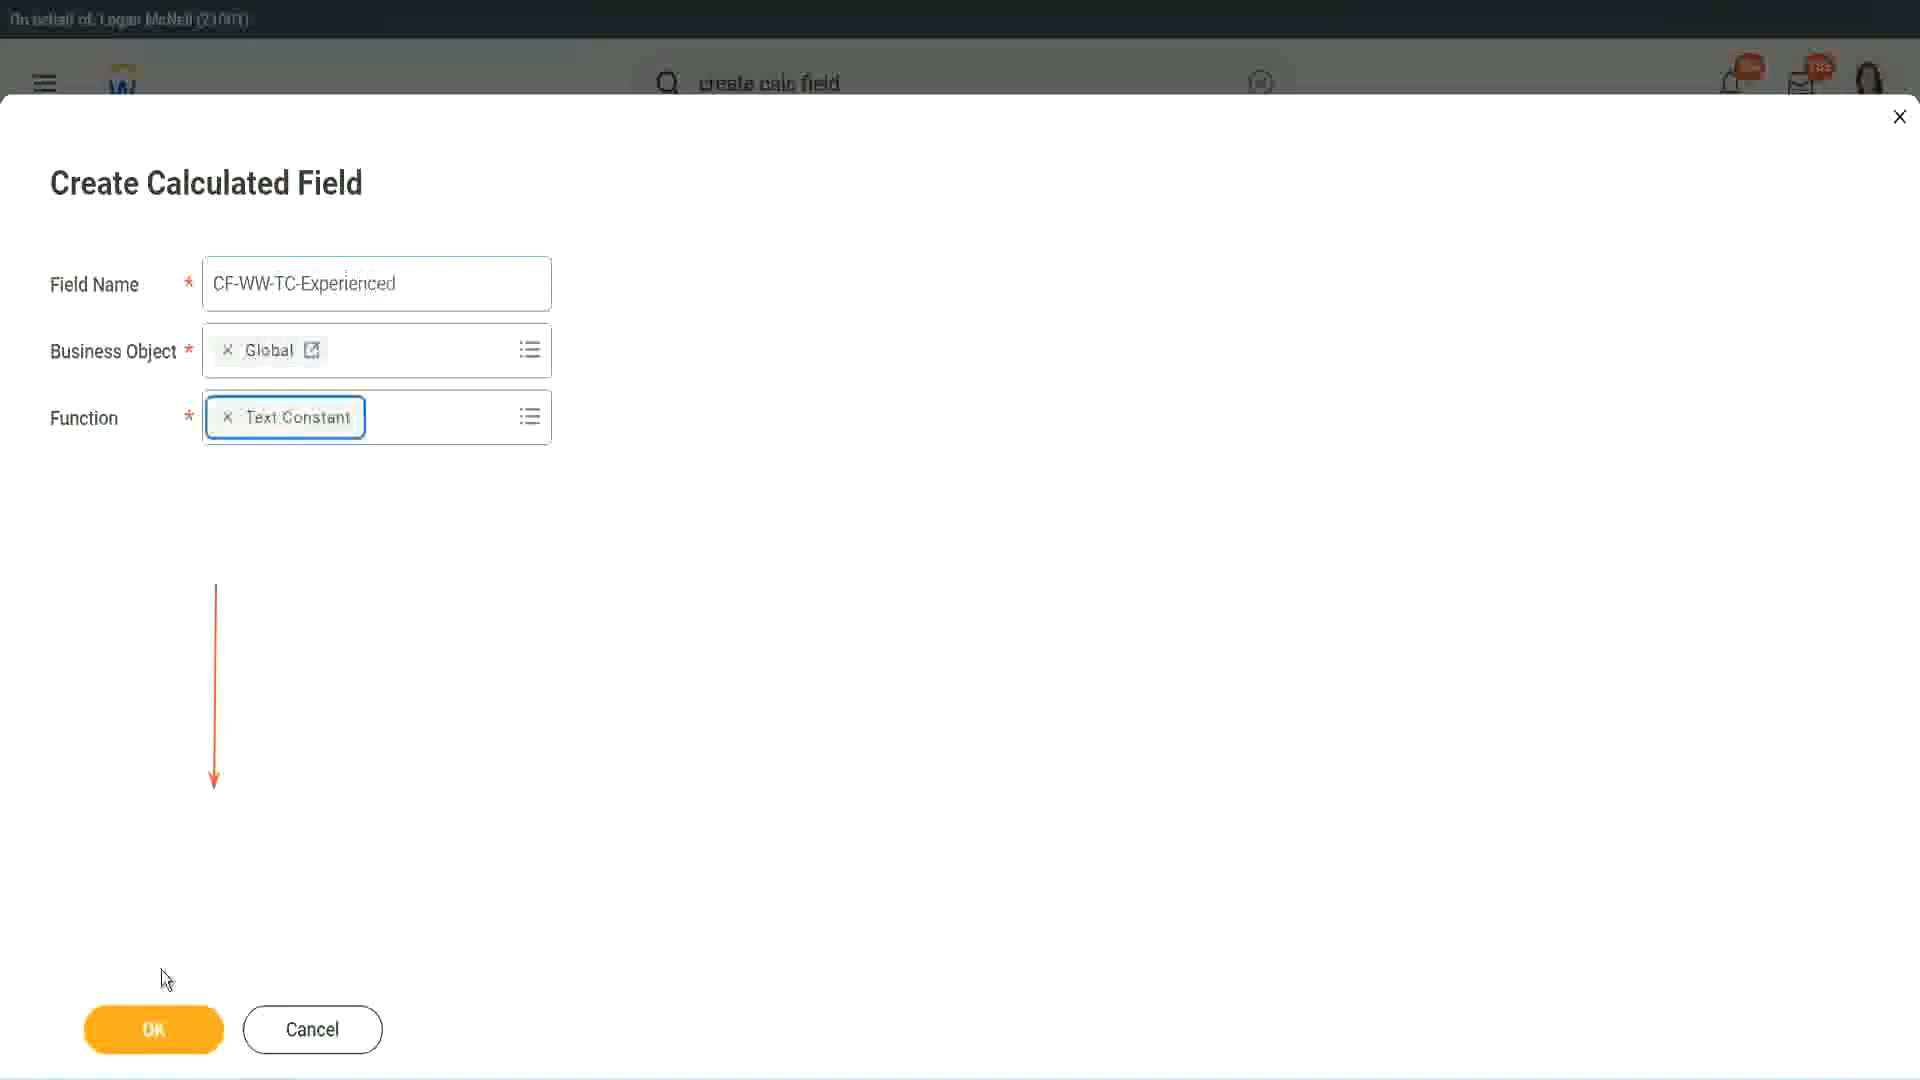 On behalf of: Logan McNeil (21001)
create calc field
Create Calculated Field
Field Name * CF-WW-TC-Experienced
Business Object * Global
Function * Text Constant
OK
Cancel